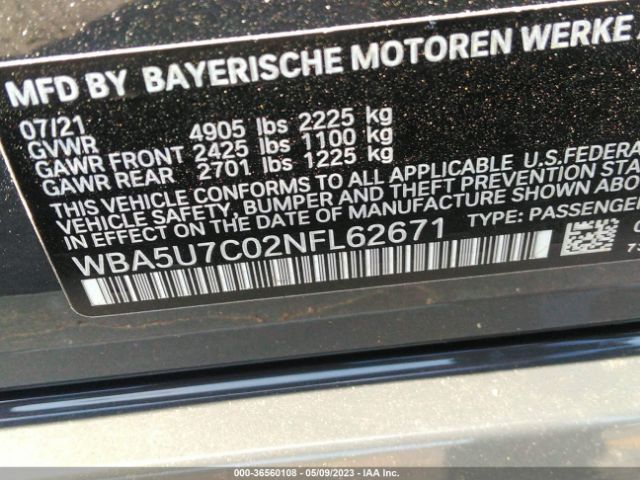 MFD BY BAYERISCHE MOTOREN WERKE
07/21
GVWR 4905 lbs 2225 kg
GAWR FRONT 2425 lbs 1100 kg
GAWR REAR 2701 lbs 1225 kg
THIS VEHICLE CONFORMS TO ALL APPLICABLE U.S.FEDERAL
VEHICLE SAFETY, BUMPER, AND THEFT PREVENTION STA
IN EFFECT ON THE DATE OF MANUFACTURE SHOWN ABO
WBA5U7C02NFL62671 TYPE: PASSENGER
000-36560108 - 05/09/2023 - IAA Inc.